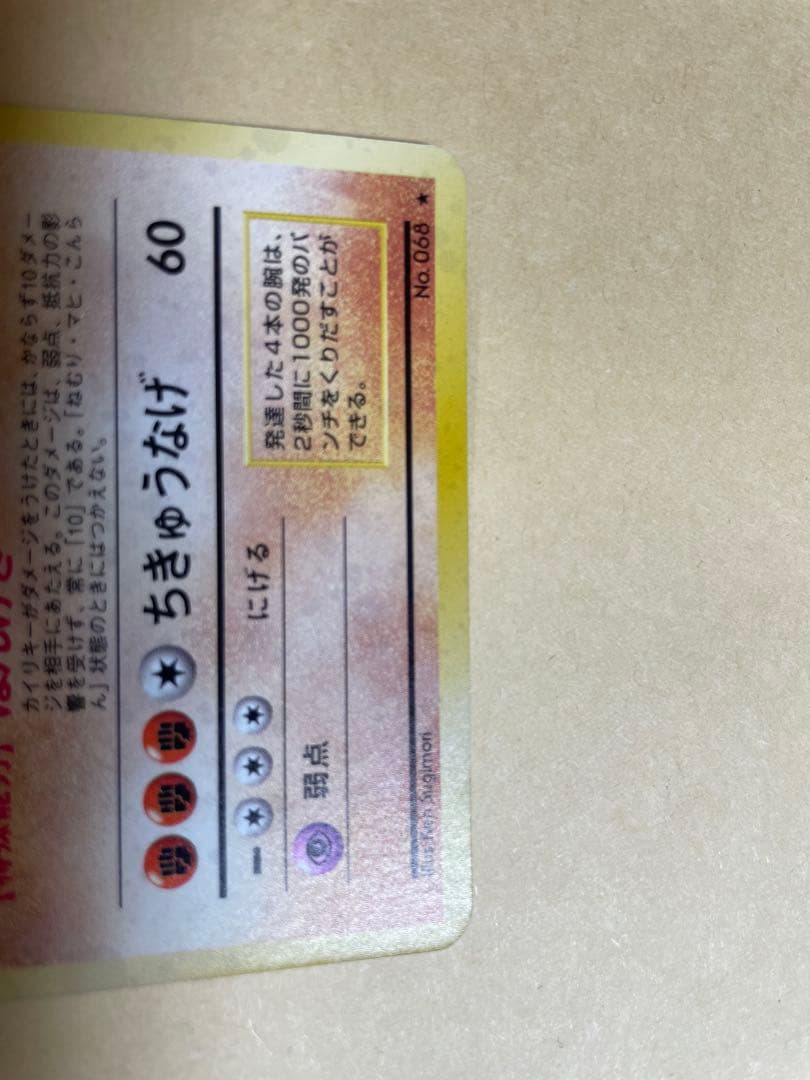 カイリキーがダメージをうけたときには、かならず10ダメー
ジを相手にあたえる。このダメージは、弱点、抵抗力の影
響を受けず、常に「10」である。「ねむり・マヒ・こんら
ん」状態のときにはつかえない。
ちきゅうなげ 60
にげる
弱点
発達した4本の腕は、
2秒間に1000発のパ
ンチをくりだすことが
できる。
Illus. Ken Sugimori No. 068 ★